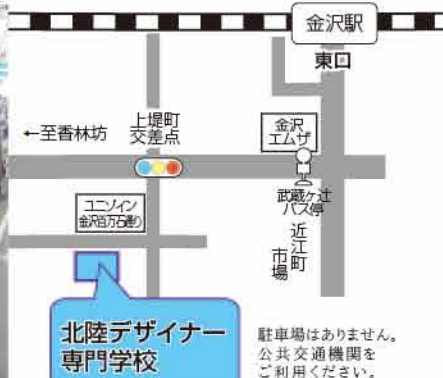 金沢駅
東口
←至香林坊
上堤町
交差点
金沢
エムザ
武蔵ヶ辻
バス停
近江町
市場
ユニゾイン
金沢百万石通り
北陸デザイナー
専門学校
駐車場はありません。
公共交通機関を
ご利用ください。